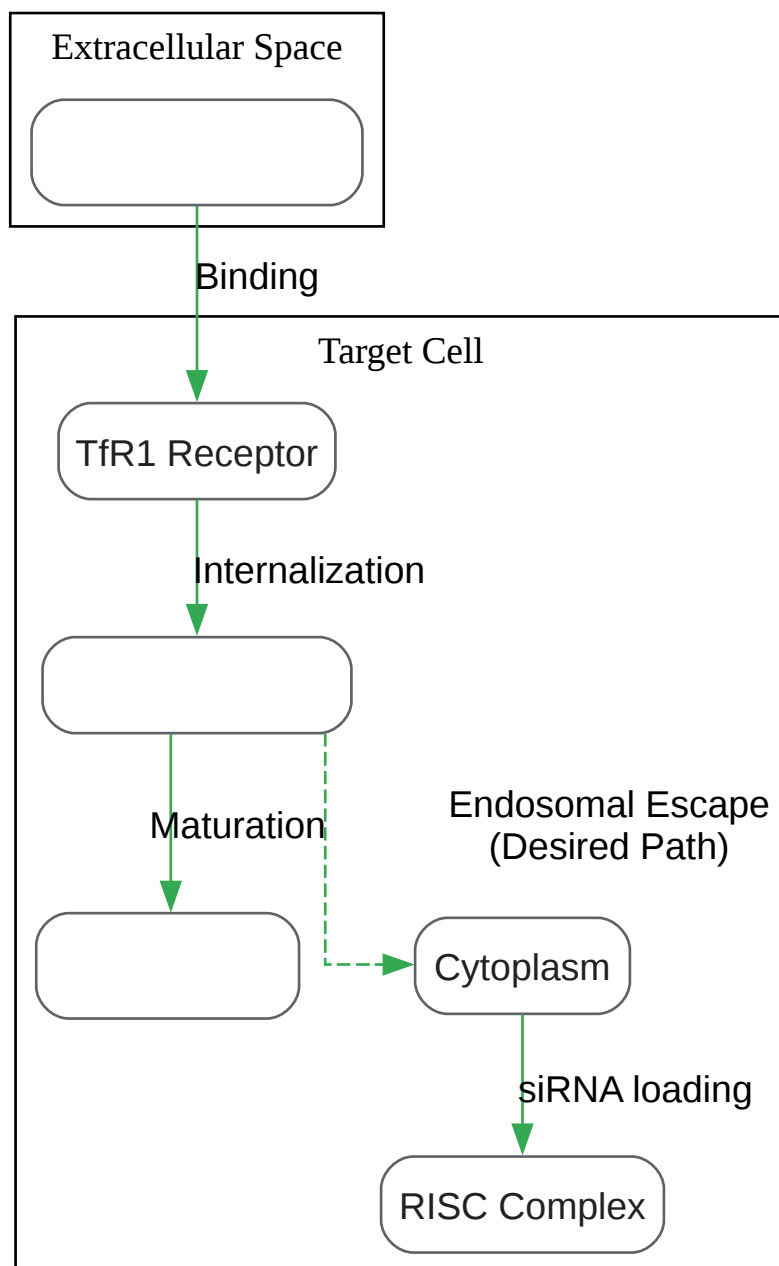 Extracellular Space
Binding
Target Cell
TfR1 Receptor
Internalization
Maturation
Endosomal Escape
(Desired Path)
Cytoplasm
siRNA loading
RISC Complex